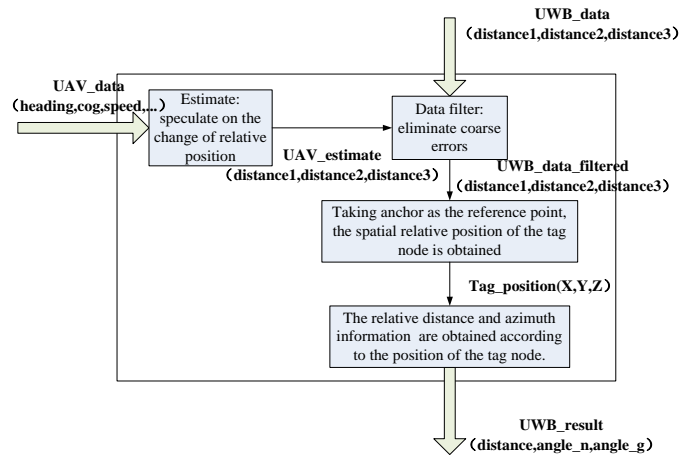 UWB_data
（distance1,distance2,distance3）
UAV_data
（heading,cog,speed,...）
Estimate:
speculate on the
change of relative
position
Data filter:
eliminate coarse
errors
UAV_estimate
（distance1,distance2,distance3）
UWB_data_filtered
（distance1,distance2,distance3）
Taking anchor as the reference point,
the spatial relative position of the tag
node is obtained
Tag_position(X,Y,Z）
The relative distance and azimuth
information are obtained according
to the position of the tag node.
UWB_result
（distance,angle_n,angle_g）